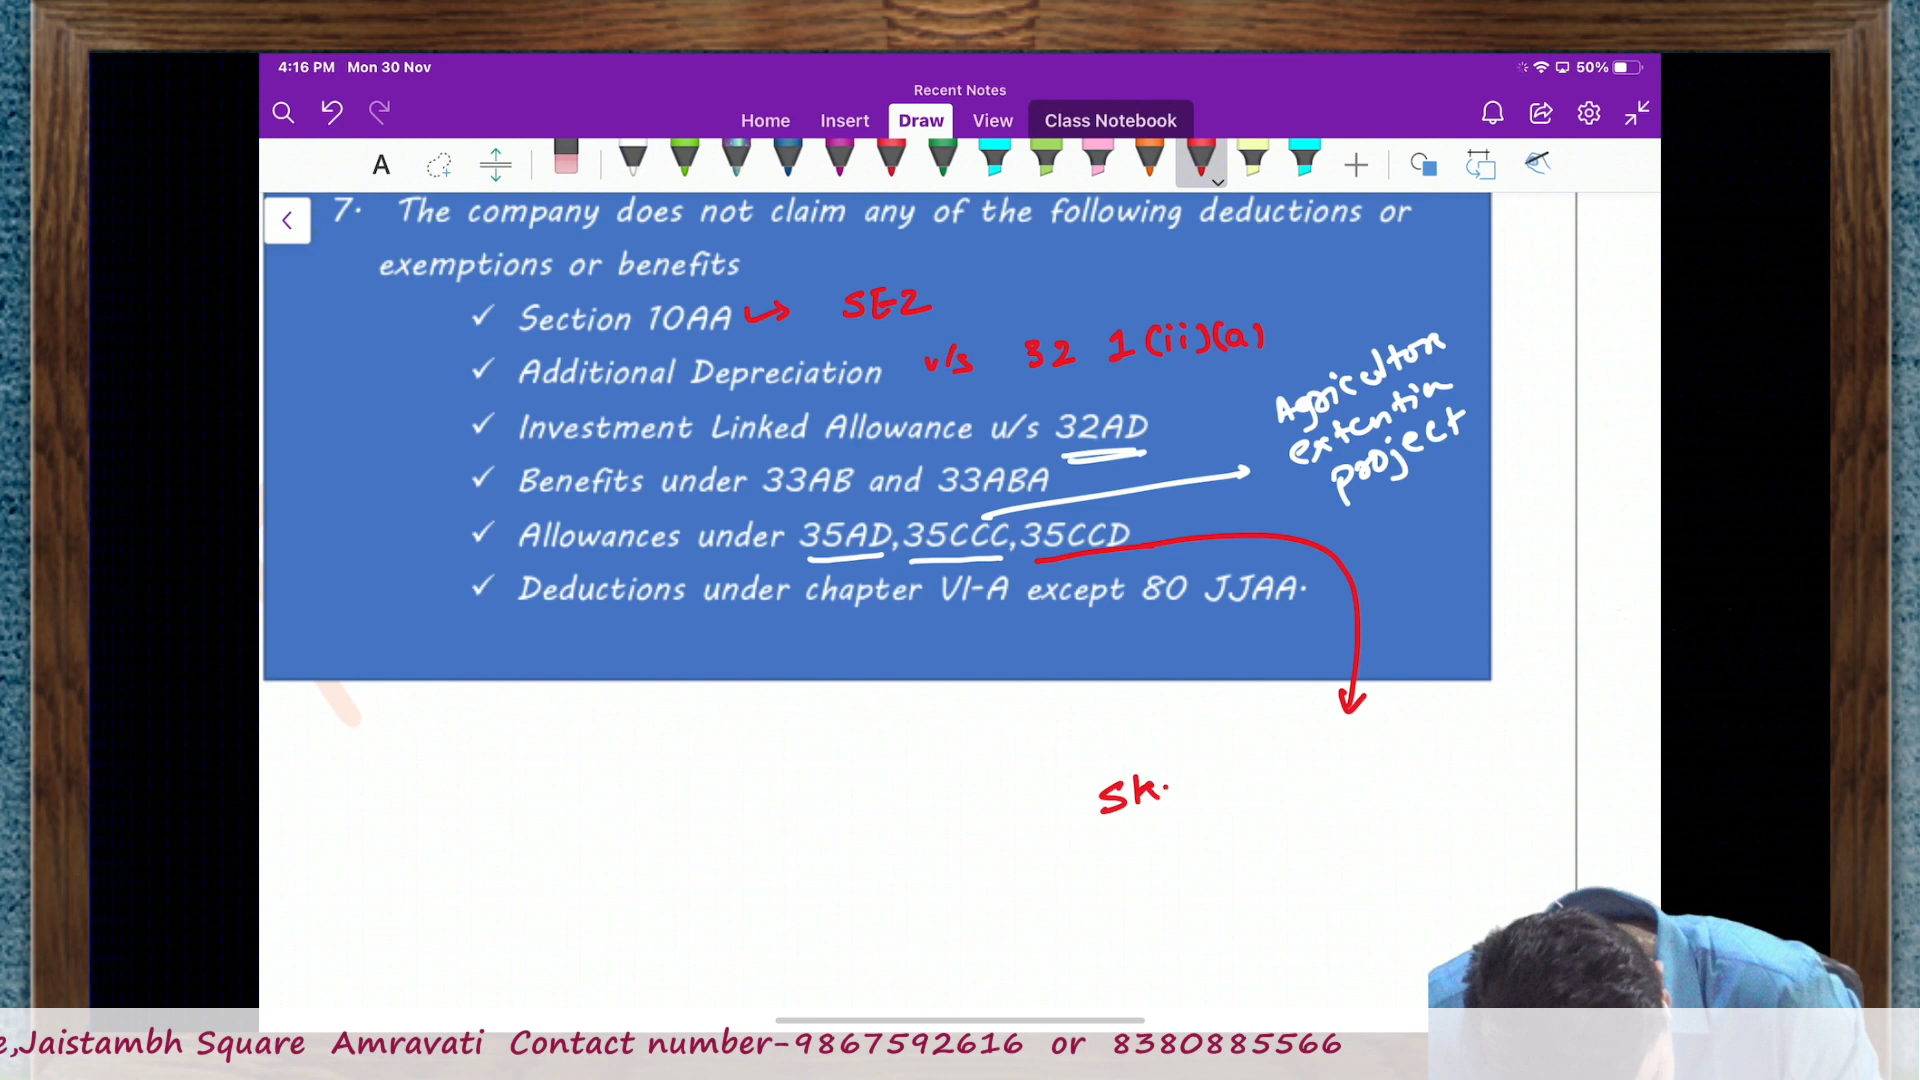 4:16 PM Mon 30 Nov
50%
Recent Notes
Home Insert Draw View Class Notebook
A
7. The company does not claim any of the following deductions or
exemptions or benefits
✓ Section 10AA SEZ
✓ Additional Depreciation v/s 32 1(ii)(a)
✓ Investment Linked Allowance u/s 32AD
✓ Benefits under 33AB and 33ABA
✓ Allowances under 35AD,35CCC,35CCD
✓ Deductions under chapter VI-A except 80 JJAA.
Agriculton
extention
project
Sk.
e,Jaistambh Square Amravati Contact number-9867592616 or 8380885566